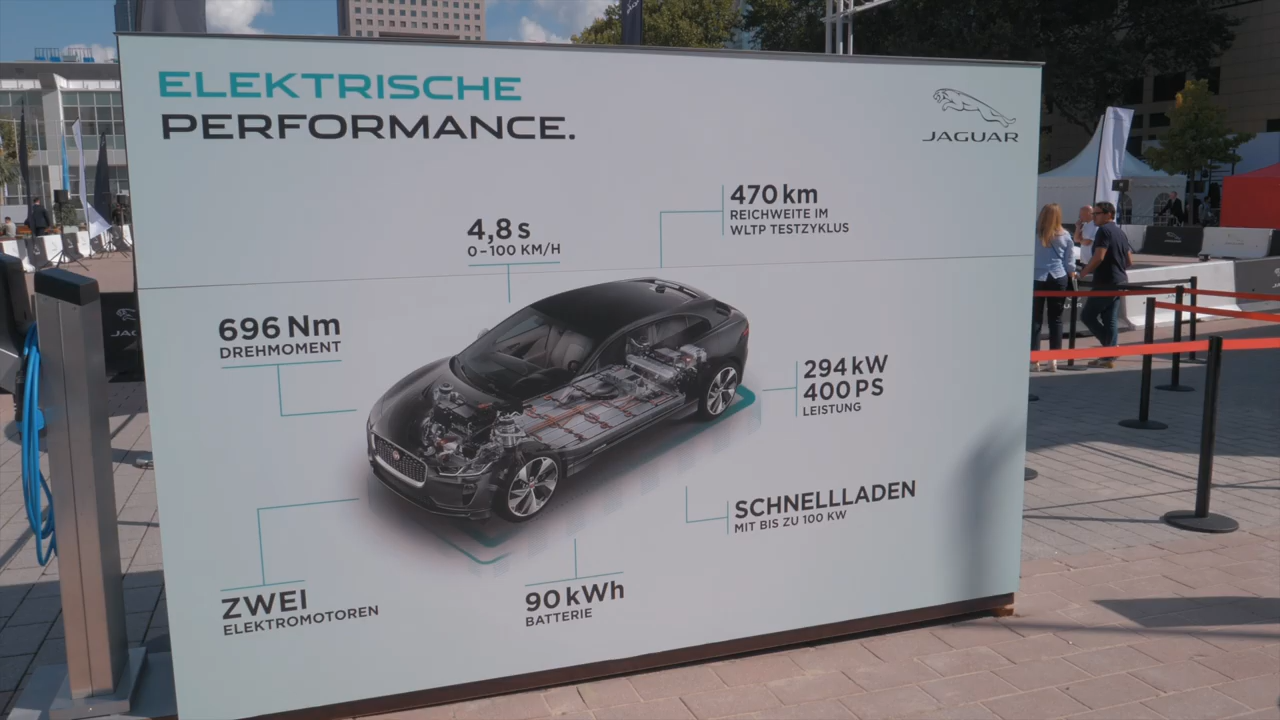 ELEKTRISCHE
PERFORMANCE.
JAGUAR
470 km
REICHWEITE IM
WLTP TESTZYKLUS
4,8 s
0–100 KM/H
696 Nm
DREHMOMENT
294 kW
400 PS
LEISTUNG
SCHNELLLADEN
MIT BIS ZU 100 KW
90 kWh
BATTERIE
ZWEI
ELEKTROMOTOREN